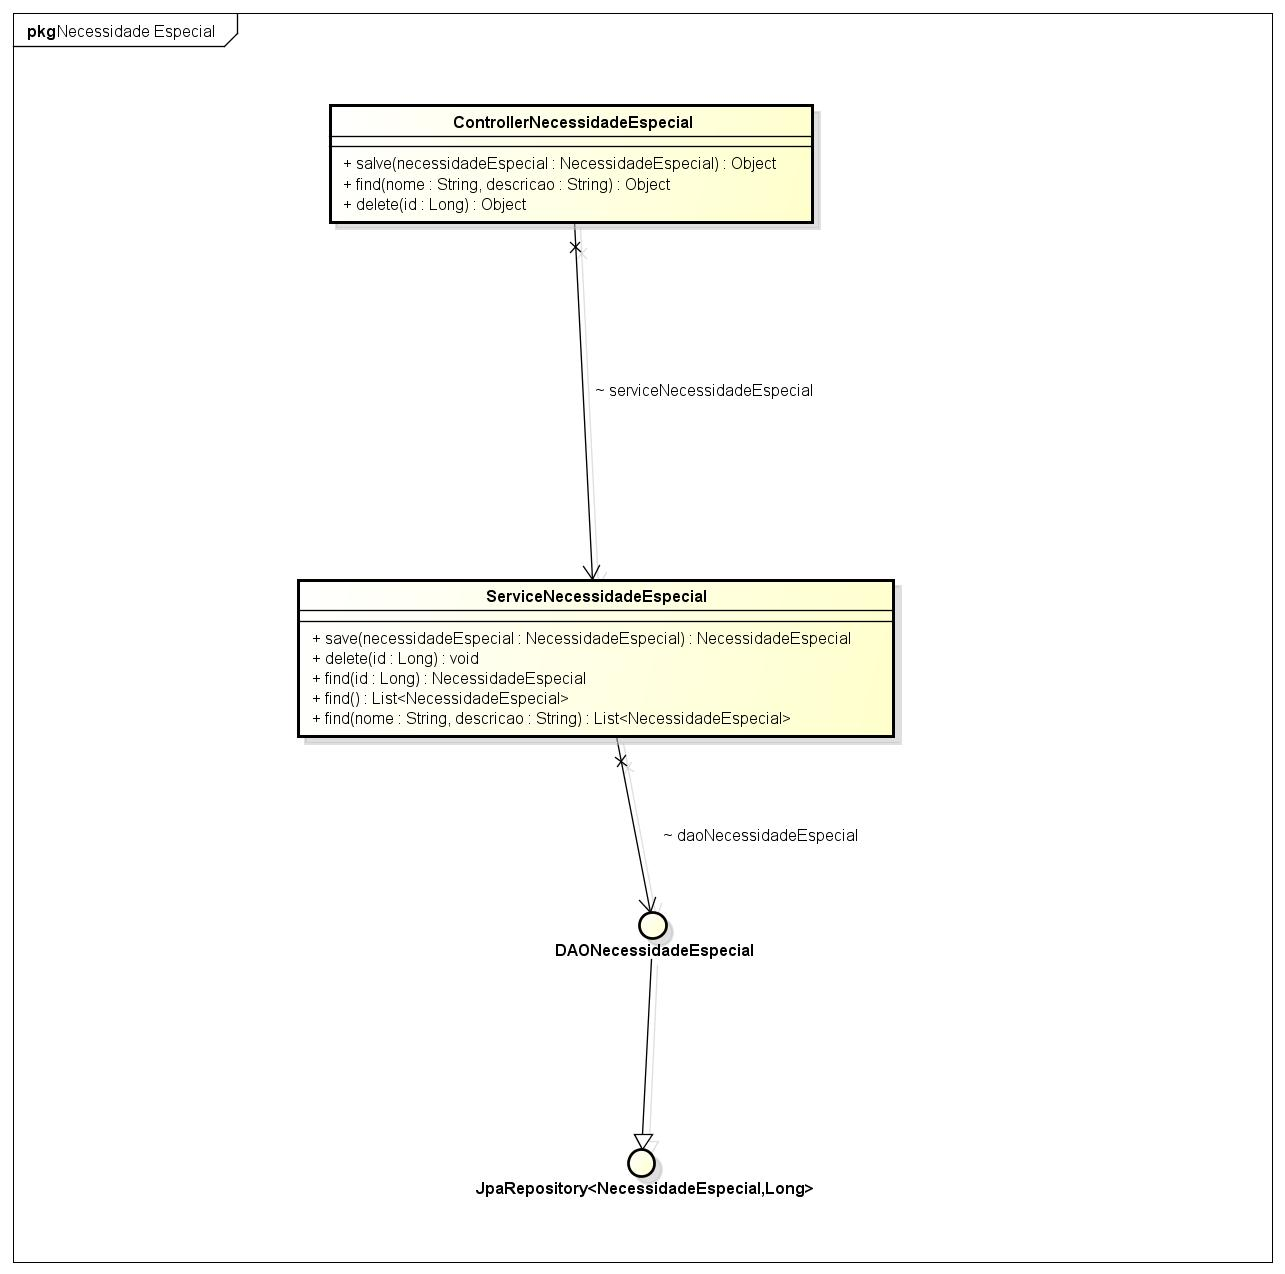 pkg Necessidade Especial
ControllerNecessidadeEspecial
+ salve(necessidadeEspecial : NecessidadeEspecial) : Object
+ find(nome : String, descricao : String) : Object
+ delete(id : Long) : Object
~ serviceNecessidadeEspecial
ServiceNecessidadeEspecial
+ save(necessidadeEspecial : NecessidadeEspecial) : NecessidadeEspecial
+ delete(id : Long) : void
+ find(id : Long) : NecessidadeEspecial
+ find() : List<NecessidadeEspecial>
+ find(nome : String, descricao : String) : List<NecessidadeEspecial>
~ daoNecessidadeEspecial
DAONecessidadeEspecial
JpaRepository<NecessidadeEspecial,Long>